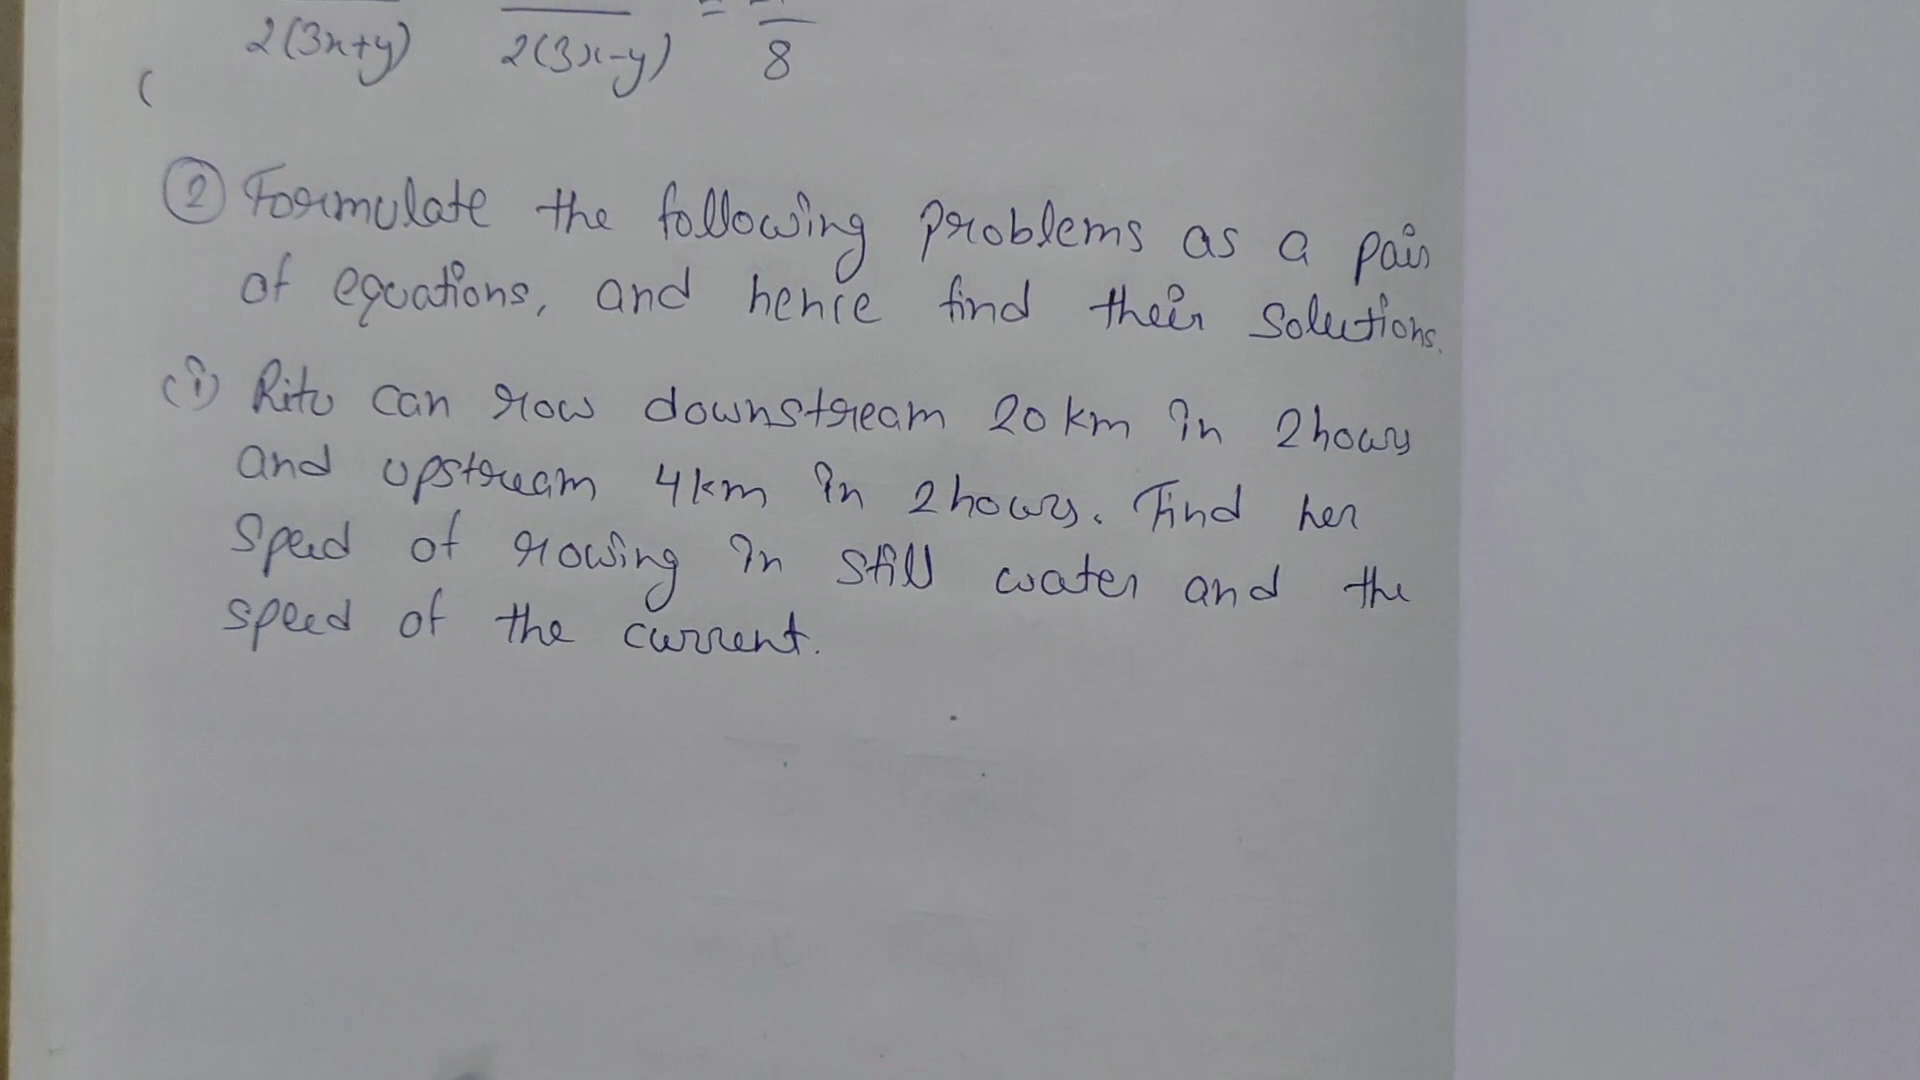 2(3x+y) 2(3x-y) = 8
(
② Formulate the following problems as a pair
of equations, and hence find their solutions.
(i) Ritu can row downstream 20 km in 2 hours
and upstream 4 km in 2 hours. Find her
speed of rowing in still water and the
speed of the current.